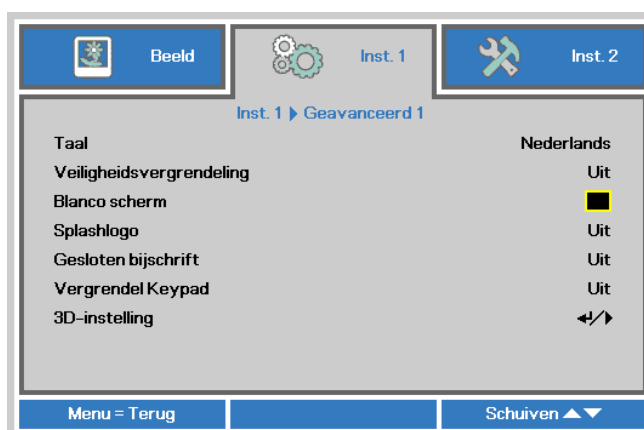 Beeld
Inst. 1
Inst. 2
Inst. 1 Geavanceerd 1
Taal Nederlands
Veiligheidsvergrendeling Uit
Blanco scherm
Splashlogo Uit
Gesloten bijschrift Uit
Vergrendel Keypad Uit
3D-instelling ↵/▶
Menu = Terug
Schuiven ▲▼